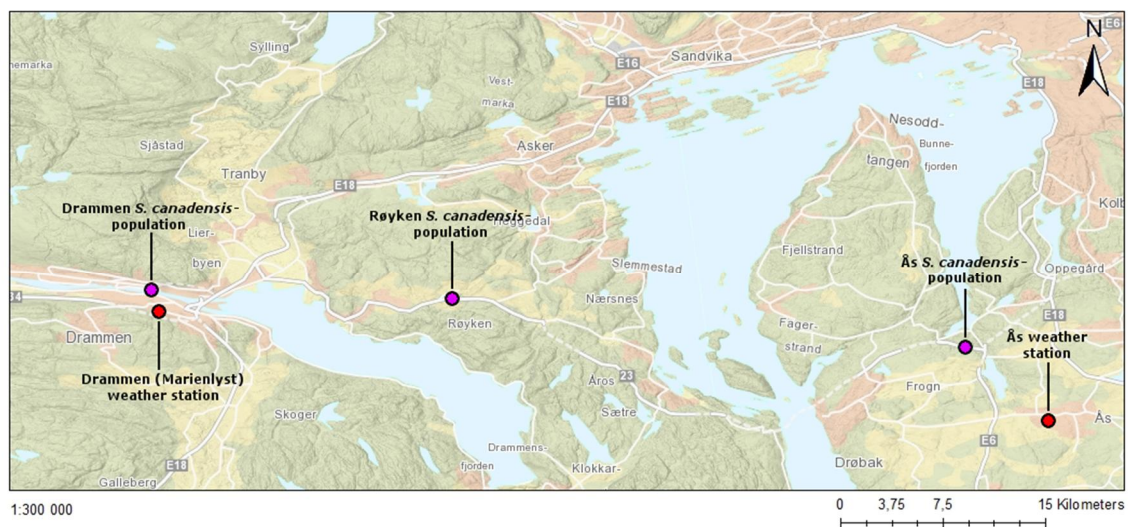 N
E6
Sylling
Sandvika
E16
nemarka
Vest-
marka
E18
E18
Nesodd-
tangen
Bunne-
fjorden
Sjåstad
Asker
Tranby
E18
Drammen S. canadensis-
population
Røyken S. canadensis-
population
Heggedal
Kolb
Lier-
byen
Fjellstrand
Ås S. canadensis-
population
Slemmestad
Oppegård
Nærsnes
E18
Røyken
Fager-
strand
Ås weather
station
Drammen
Drammen (Marienlyst)
weather station
Åros
23
Frogn
Skoger
Sætre
Ås
E6
Drammens-
fjorden
E18
Klokkar-
Drøbak
Galleberg
1:300 000
0 3,75 7,5 15 Kilometers